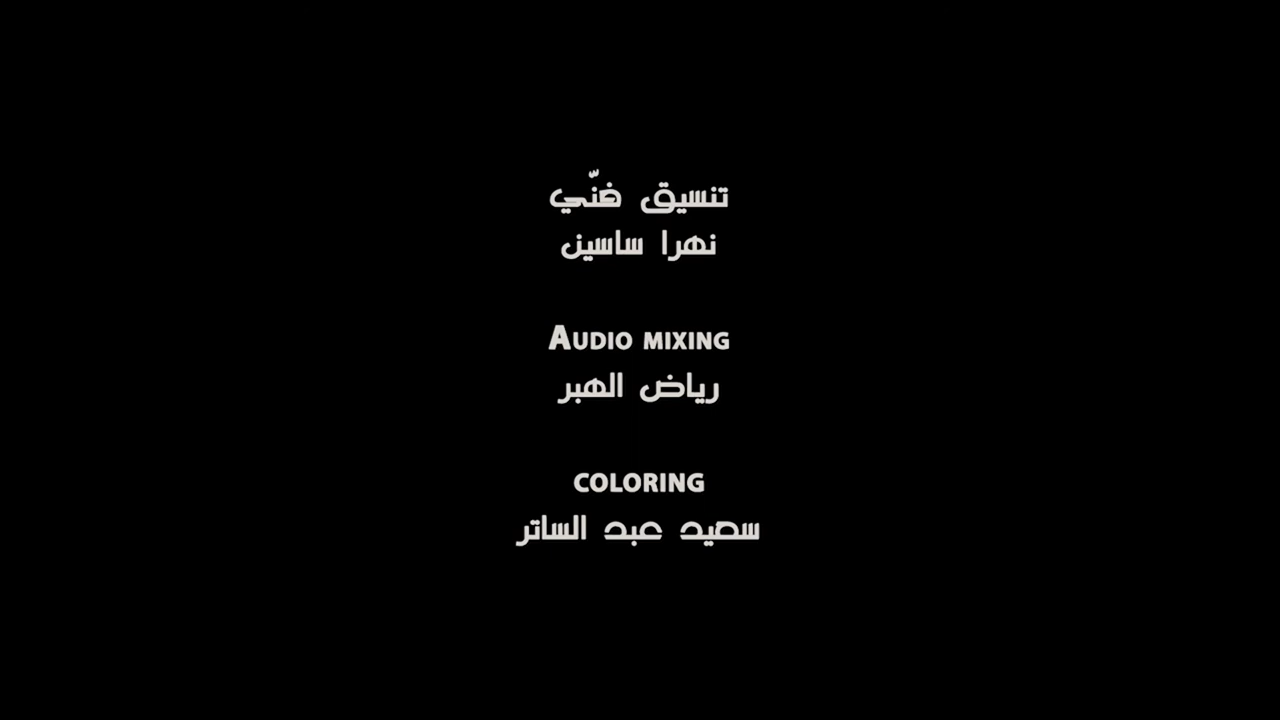 تنسيق فنّي
نهرا ساسين
Audio mixing
رياض الهبر
coloring
سعيد عبد الساتر